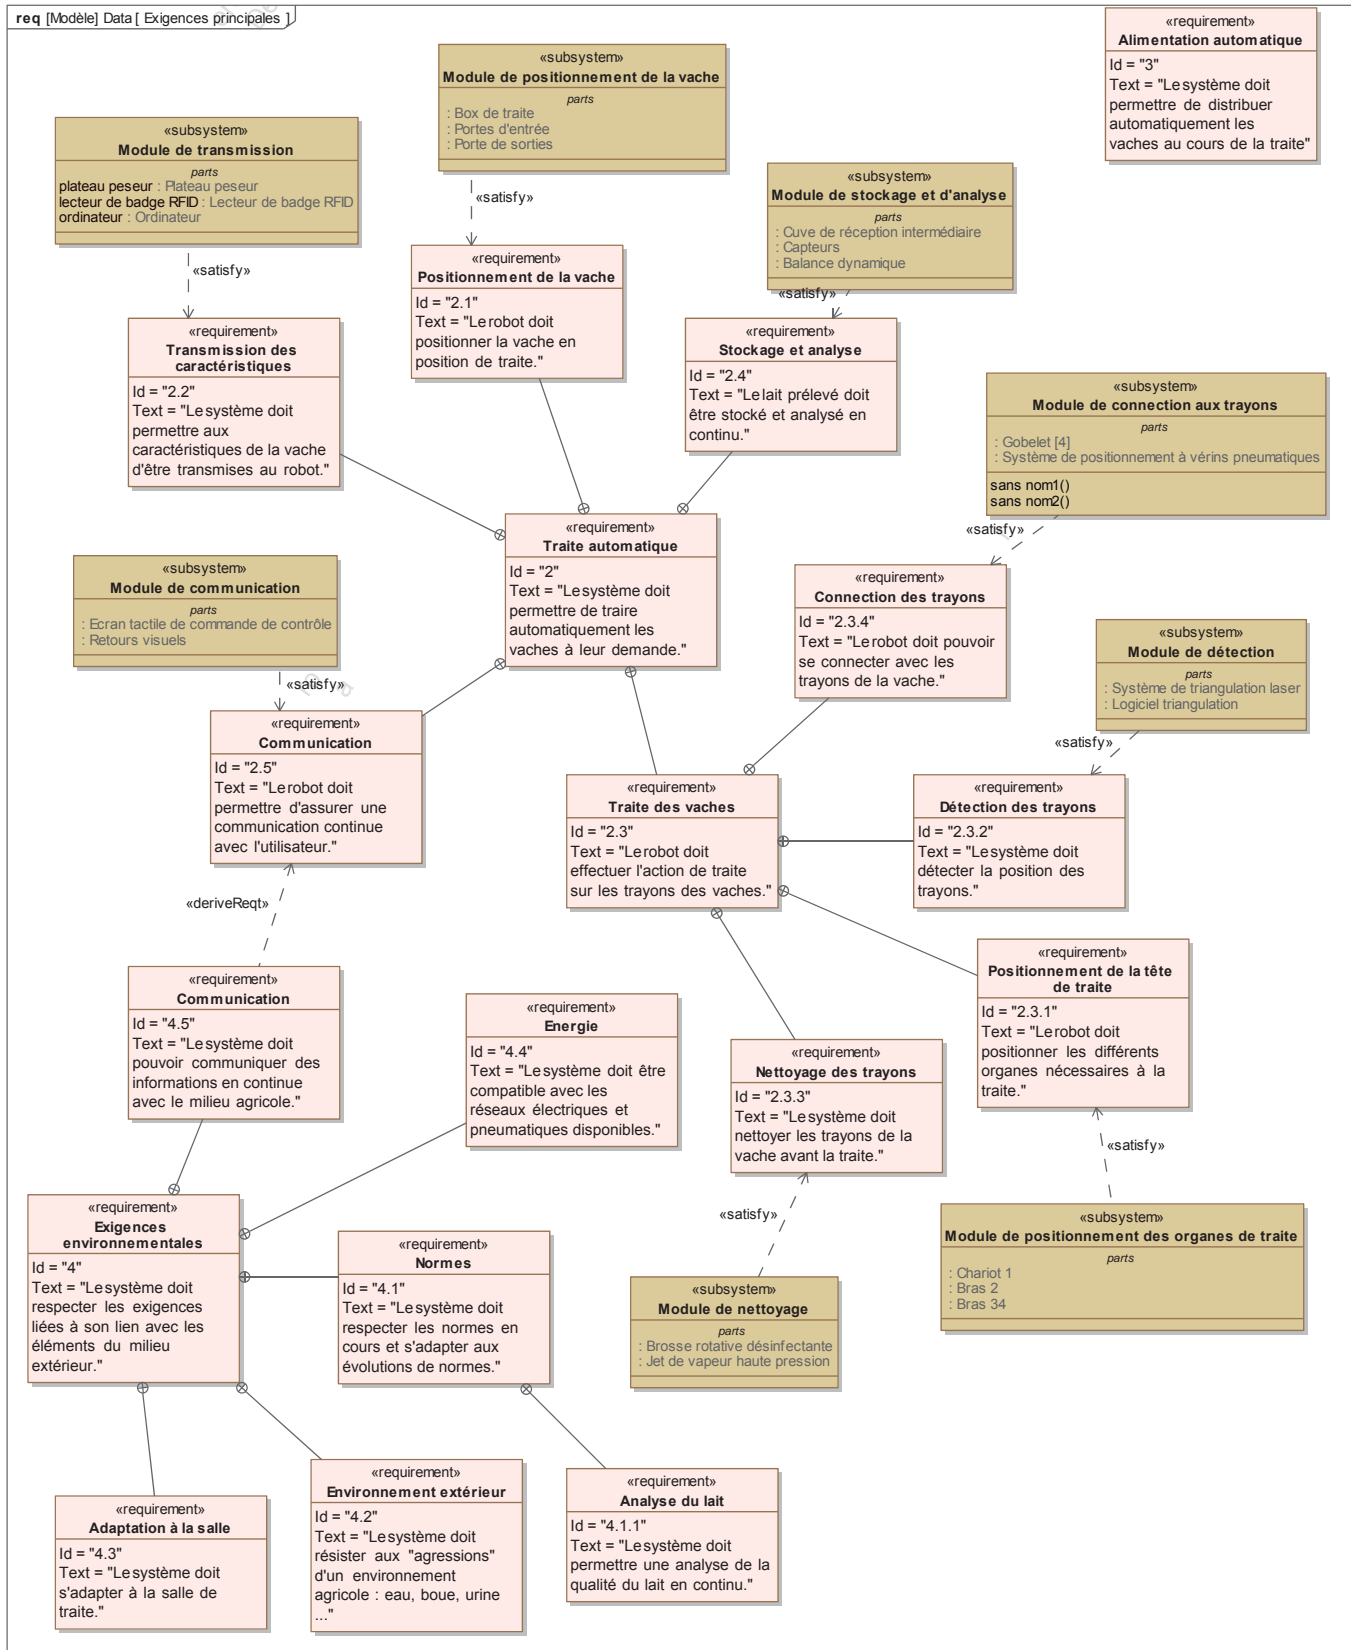 req [Modèle] Data [ Exigences principales ]
«requirement»
Alimentation automatique
Id = "3"
Text = "Le système doit
permettre de distribuer
automatiquement les
vaches au cours de la traite"
«subsystem»
Module de positionnement de la vache
parts
: Box de traite
: Portes d'entrée
: Porte de sorties
«subsystem»
Module de transmission
parts
plateau peseur : Plateau peseur
lecteur de badge RFID : Lecteur de badge RFID
ordinateur : Ordinateur
«subsystem»
Module de stockage et d'analyse
parts
: Cuve de réception intermédiaire
: Capteurs
: Balance dynamique
«satisfy»
«satisfy»
«satisfy»
«requirement»
Positionnement de la vache
Id = "2.1"
Text = "Le robot doit
positionner la vache en
position de traite."
«requirement»
Transmission des
caractéristiques
Id = "2.2"
Text = "Le système doit
permettre aux
caractéristiques de la vache
d'être transmises au robot."
«requirement»
Stockage et analyse
Id = "2.4"
Text = "Le lait prélevé doit
être stocké et analysé en
continu."
«subsystem»
Module de connection aux trayons
parts
: Gobelet [4]
: Système de positionnement à vérins pneumatiques
sans nom1()
sans nom2()
«satisfy»
«requirement»
Traite automatique
Id = "2"
Text = "Le système doit
permettre de traire
automatiquement les
vaches à leur demande."
«subsystem»
Module de communication
parts
: Ecran tactile de commande de contrôle
: Retours visuels
«satisfy»
«requirement»
Connection des trayons
Id = "2.3.4"
Text = "Le robot doit pouvoir
se connecter avec les
trayons de la vache."
«subsystem»
Module de détection
parts
: Système de triangulation laser
: Logiciel triangulation
«satisfy»
«requirement»
Communication
Id = "2.5"
Text = "Le robot doit
permettre d'assurer une
communication continue
avec l'utilisateur."
«requirement»
Traite des vaches
Id = "2.3"
Text = "Le robot doit
effectuer l'action de traite
sur les trayons des vaches."
«requirement»
Détection des trayons
Id = "2.3.2"
Text = "Le système doit
détecter la position des
trayons."
«deriveReqt»
«requirement»
Positionnement de la tête
de traite
Id = "2.3.1"
Text = "Le robot doit
positionner les différents
organes nécessaires à la
traite."
«requirement»
Communication
Id = "4.5"
Text = "Le système doit
pouvoir communiquer des
informations en continue
avec le milieu agricole."
«requirement»
Energie
Id = "4.4"
Text = "Le système doit être
compatible avec les
réseaux électriques et
pneumatiques disponibles."
«requirement»
Nettoyage des trayons
Id = "2.3.3"
Text = "Le système doit
nettoyer les trayons de la
vache avant la traite."
«satisfy»
«satisfy»
«requirement»
Exigences
environnementales
Id = "4"
Text = "Le système doit
respecter les exigences
liées à son lien avec les
éléments du milieu
extérieur."
«requirement»
Normes
Id = "4.1"
Text = "Le système doit
respecter les normes en
cours et s'adapter aux
évolutions de normes."
«subsystem»
Module de nettoyage
parts
: Brosse rotative désinfectante
: Jet de vapeur haute pression
«subsystem»
Module de positionnement des organes de traite
parts
: Chariot 1
: Bras 2
: Bras 34
«requirement»
Adaptation à la salle
Id = "4.3"
Text = "Le système doit
s'adapter à la salle de
traite."
«requirement»
Environnement extérieur
Id = "4.2"
Text = "Le système doit
résister aux "agressions"
d'un environnement
agricole : eau, boue, urine
..."
«requirement»
Analyse du lait
Id = "4.1.1"
Text = "Le système doit
permettre une analyse de la
qualité du lait en continu."